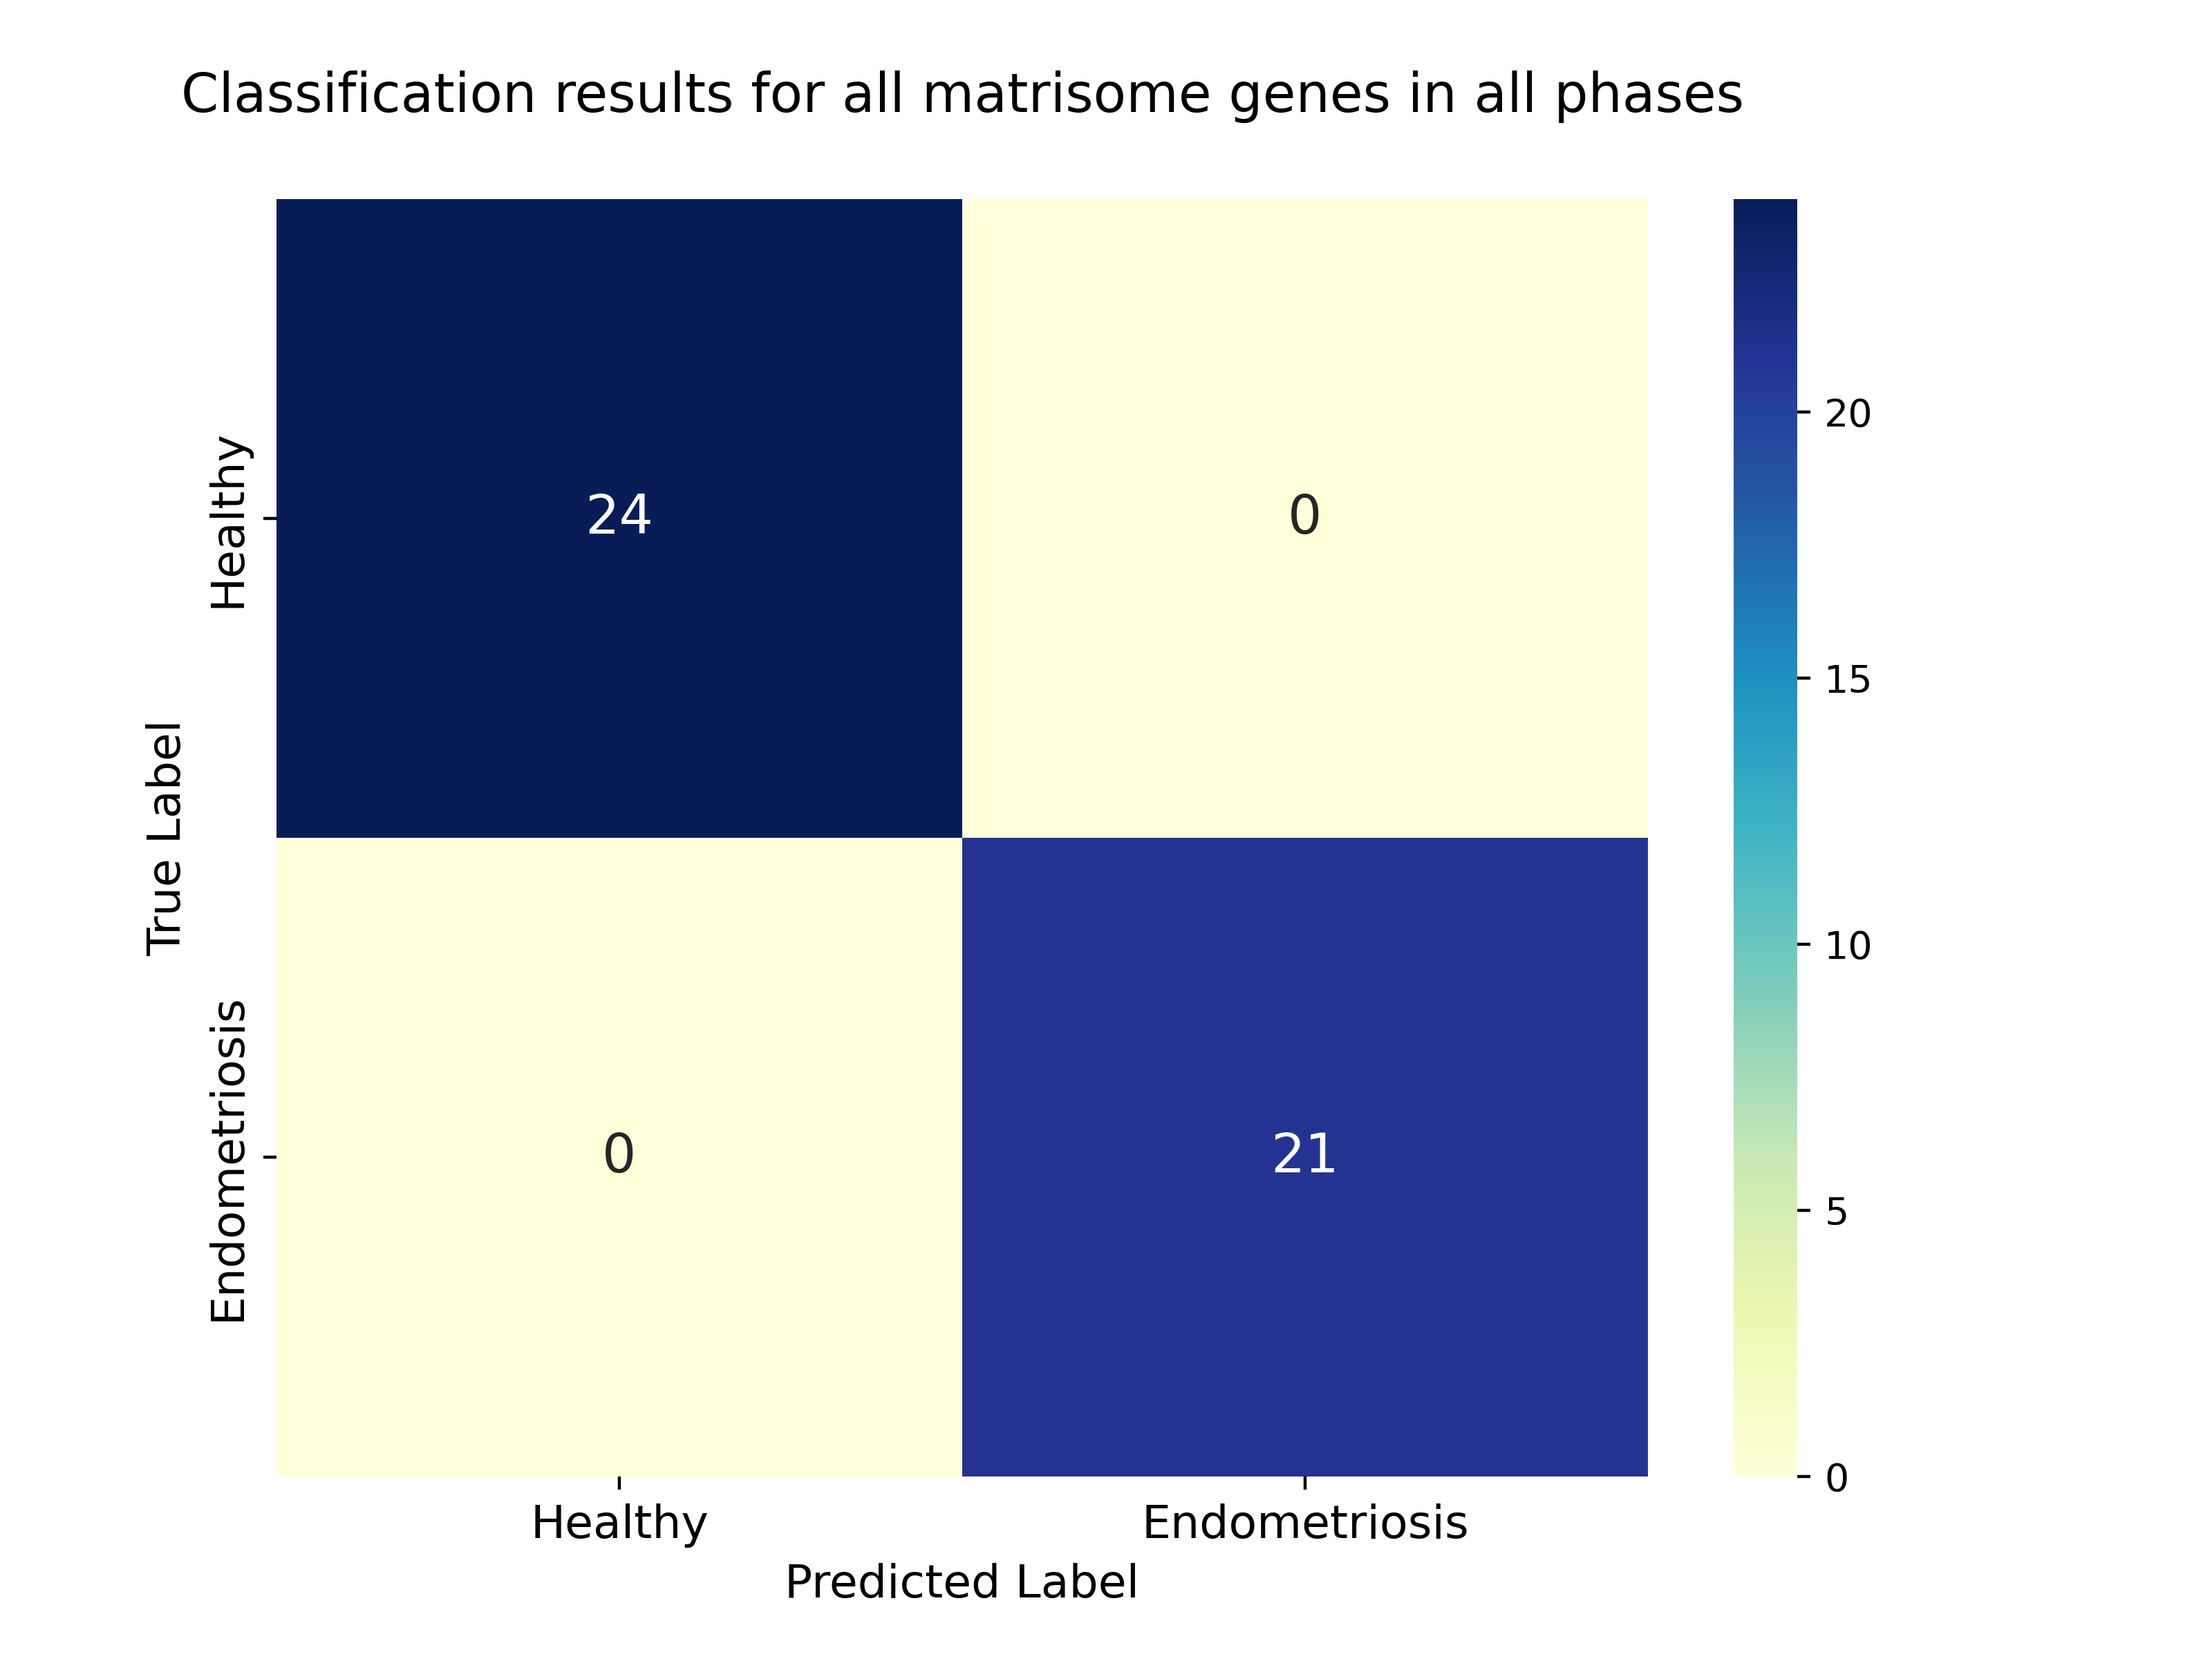 Classification results for all matrisome genes in all phases
True Label
Healthy
Endometriosis
24
0
0
21
Healthy
Endometriosis
Predicted Label
20
15
10
5
0